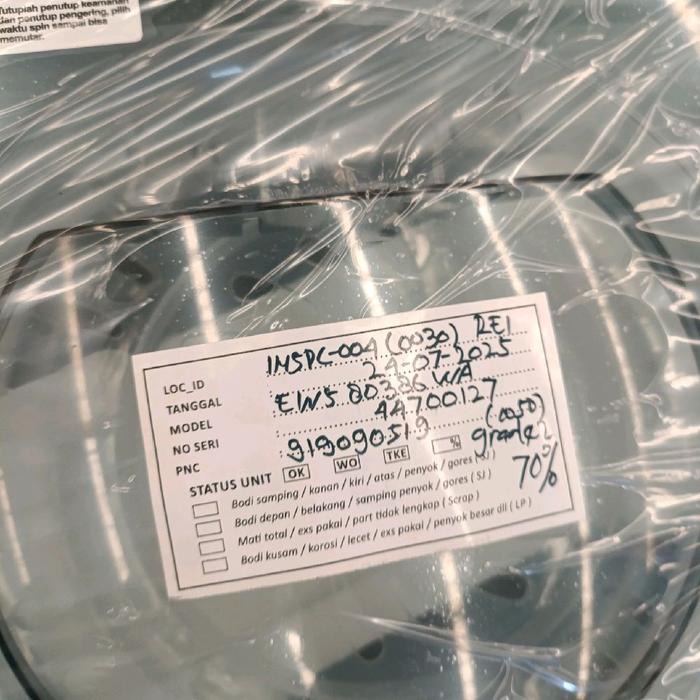 Tutuplah penutup keamanan
dan penutup pengering, pilih
waktu spin sampai bisa
memutar.
LOC_ID 1MSPC-004 (0030) REI
TANGGAL 24-07-2025
MODEL EWS 80386 WA
NO SERI 44700127
PNC 919090519 (0050)
STATUS UNIT OK WO TKE % grade 2
70%
Bodi samping / kanan / kiri / atas / penyok / gores (SJ)
Bodi depan / belakang / samping penyok / gores ( SJ )
Mati total / exs pakai / part tidak lengkap ( Scrap )
Bodi kusam / korosi / lecet / exs pakai / penyok besar dll ( LP )